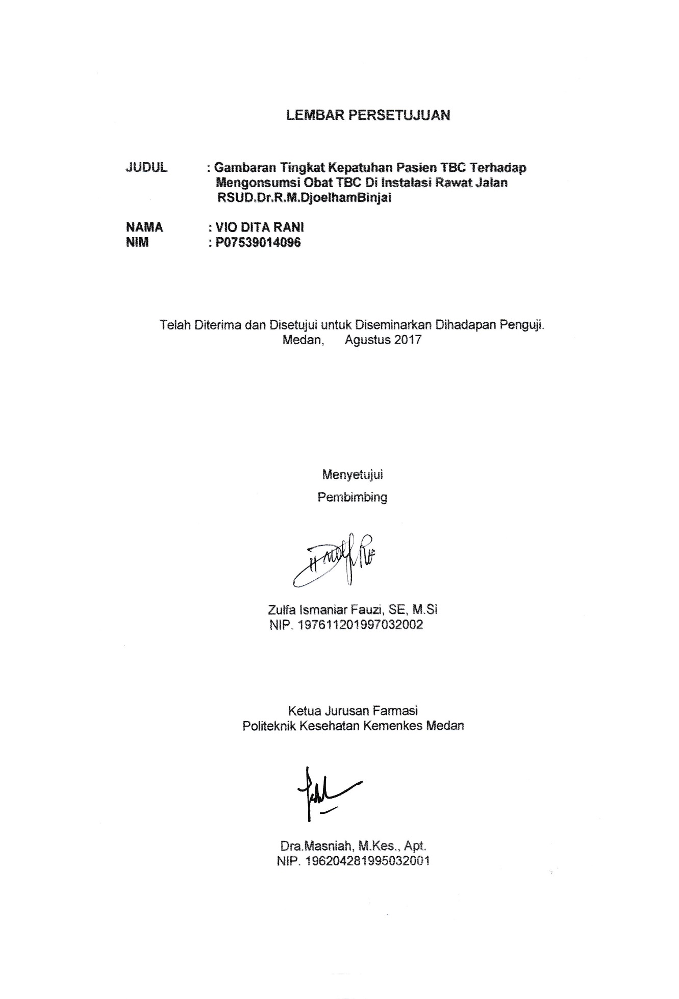 LEMBAR PERSETUJUAN
JUDUL : Gambaran Tingkat Kepatuhan Pasien TBC Terhadap
Mengonsumsi Obat TBC Di Instalasi Rawat Jalan
RSUD.Dr.R.M.DjoelhamBinjai
NAMA : VIO DITA RANI
NIM : P07539014096
Telah Diterima dan Disetujui untuk Diseminarkan Dihadapan Penguji.
Medan, Agustus 2017
Menyetujui
Pembimbing
Zulfa Ismaniar Fauzi, SE, M.Si
NIP. 197611201997032002
Ketua Jurusan Farmasi
Politeknik Kesehatan Kemenkes Medan
Dra.Masniah, M.Kes., Apt.
NIP. 196204281995032001